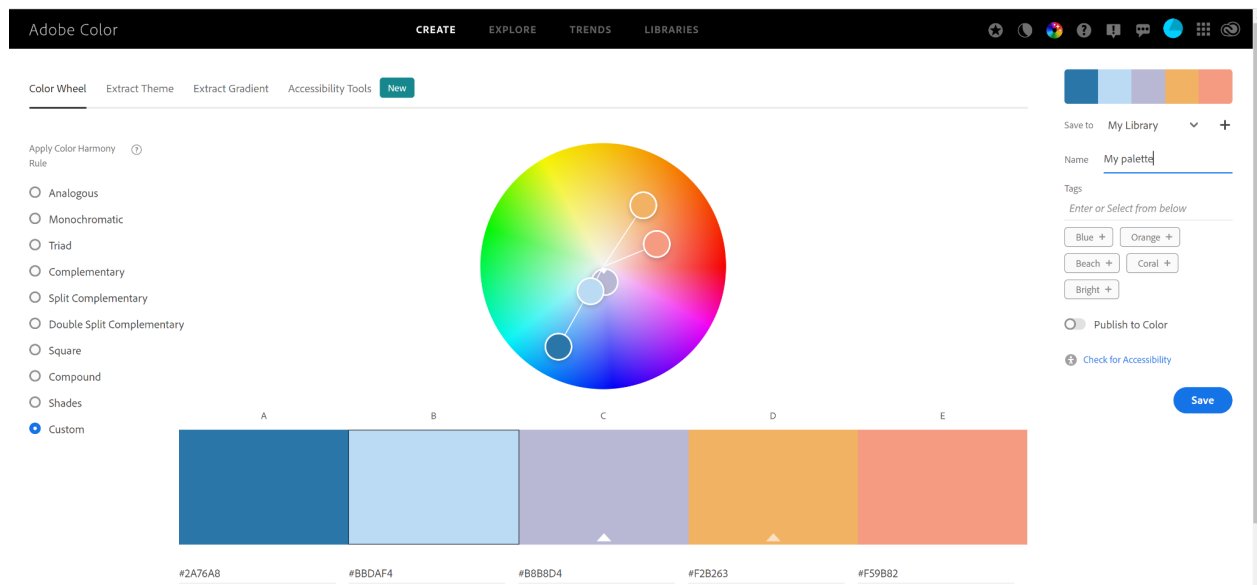 Adobe Color
CREATE
EXPLORE
TRENDS
LIBRARIES
Color Wheel
Extract Theme
Extract Gradient
Accessibility Tools
New
Apply Color Harmony
Rule
Analogous
Monochromatic
Triad
Complementary
Split Complementary
Double Split Complementary
Square
Compound
Shades
Custom
A
B
C
D
E
#2A76A8
#BBDAF4
#B8B8D4
#F2B263
#F59B82
Save to
My Library
Name
My palette
Tags
Enter or Select from below
Blue +
Orange +
Beach +
Coral +
Bright +
Publish to Color
Check for Accessibility
Save